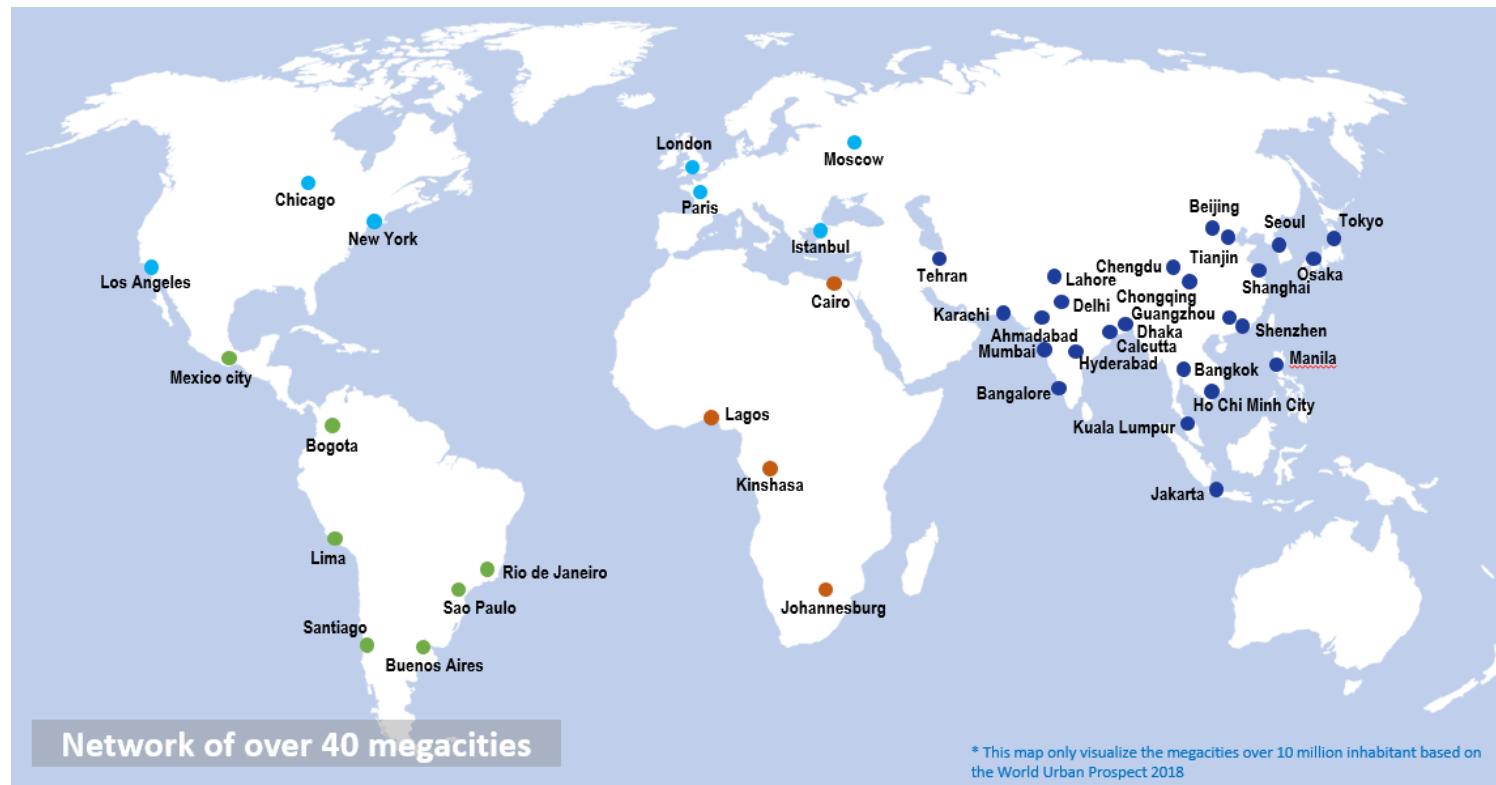 London
Moscow
Chicago
Paris
New York
Istanbul
Los Angeles
Beijing
Seoul
Tokyo
Tianjin
Osaka
Tehran
Chengdu
Lahore
Shanghai
Cairo
Chongqing
Delhi
Karachi
Guangzhou
Ahmadabad
Dhaka
Shenzhen
Calcutta
Mumbai
Hyderabad
Manila
Bangkok
Mexico city
Bangalore
Ho Chi Minh City
Lagos
Kuala Lumpur
Bogota
Kinshasa
Jakarta
Lima
Rio de Janeiro
Sao Paulo
Johannesburg
Santiago
Buenos Aires
Network of over 40 megacities
* This map only visualize the megacities over 10 million inhabitant based on
the World Urban Prospect 2018